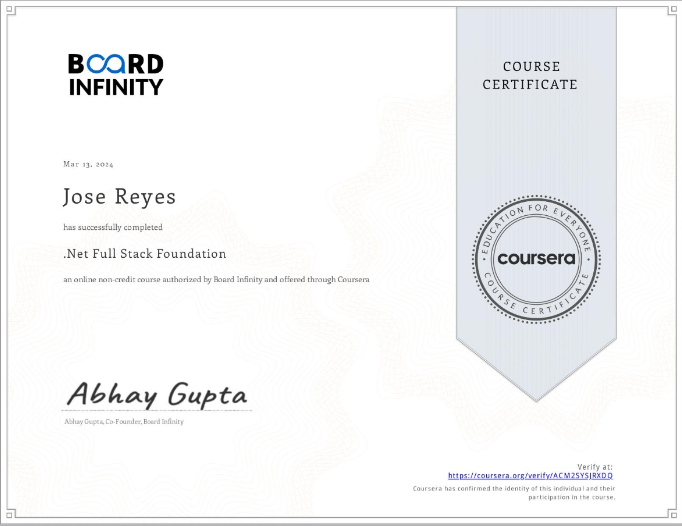 BOARD
INFINITY
COURSE
CERTIFICATE
Mar 13, 2024
Jose Reyes
has successfully completed
.Net Full Stack Foundation
an online non-credit course authorized by Board Infinity and offered through Coursera
EDUCATION FOR EVERYONE
coursera
COURSE CERTIFICATE
Abhay Gupta
Abhay Gupta, Co-Founder, Board Infinity
Verify at:
https://coursera.org/verify/ACM2SYSJRXDQ
Coursera has confirmed the identity of this individual and their
participation in the course.